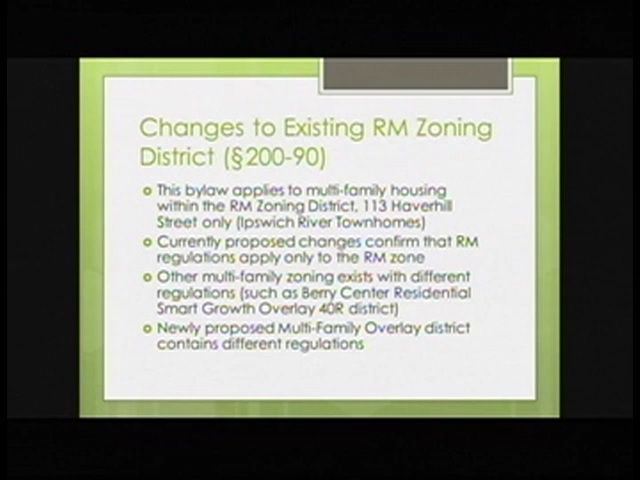 Changes to Existing RM Zoning
District (§200-90)
This bylaw applies to multi-family housing
within the RM Zoning District, 113 Haverhill
Street only (Ipswich River Townhomes)
Currently proposed changes confirm that RM
regulations apply only to the RM zone
Other multi-family zoning exists with different
regulations (such as Berry Center Residential
Smart Growth Overlay 40R district)
Newly proposed Multi-Family Overlay district
contains different regulations